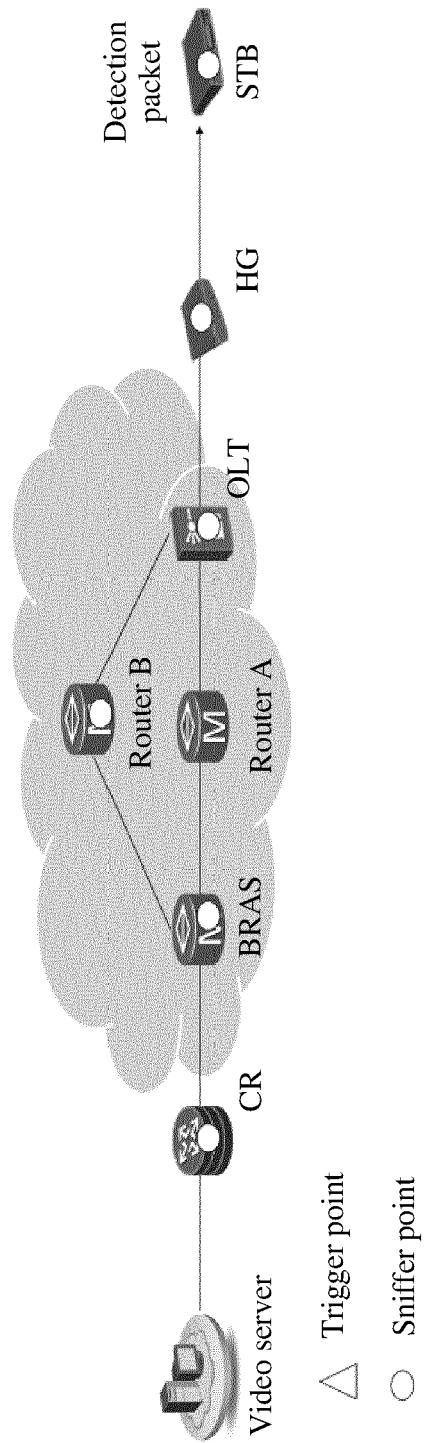 Detection
packet
STB
HG
OLT
Router B
Router A
BRAS
CR
Video server
Trigger point
Sniffer point